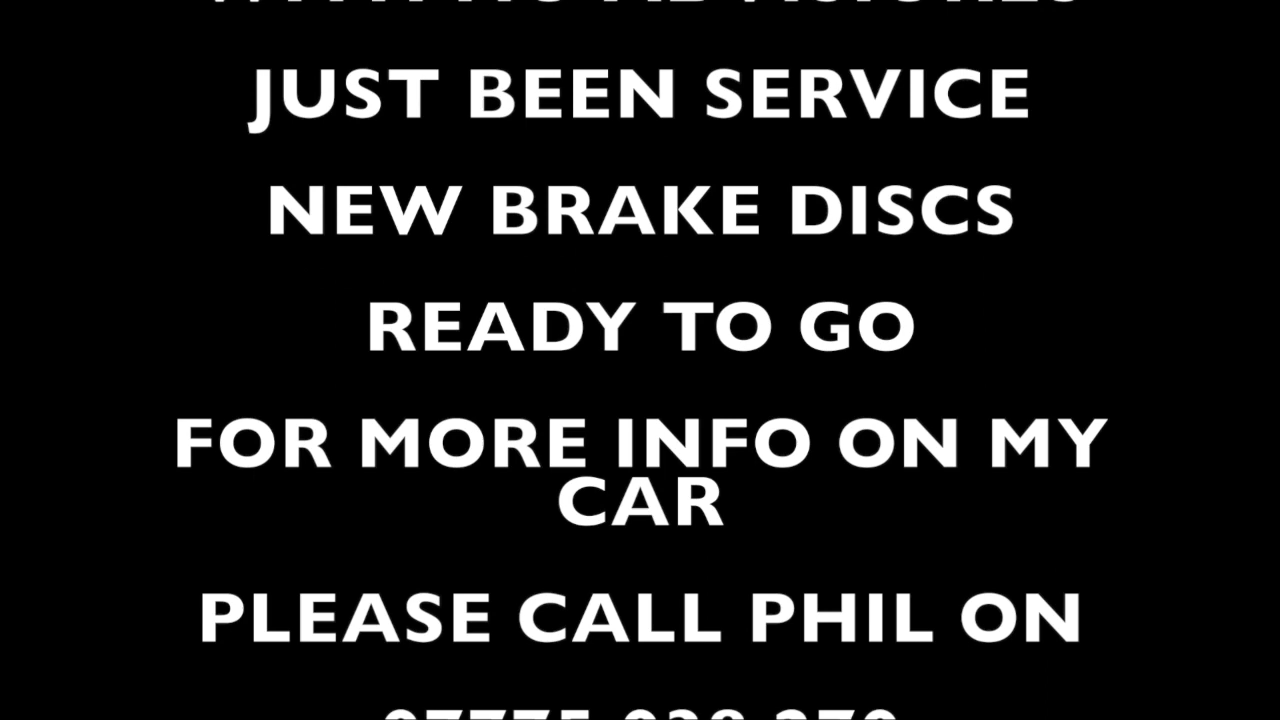 JUST BEEN SERVICE
NEW BRAKE DISCS
READY TO GO
FOR MORE INFO ON MY
CAR
PLEASE CALL PHIL ON